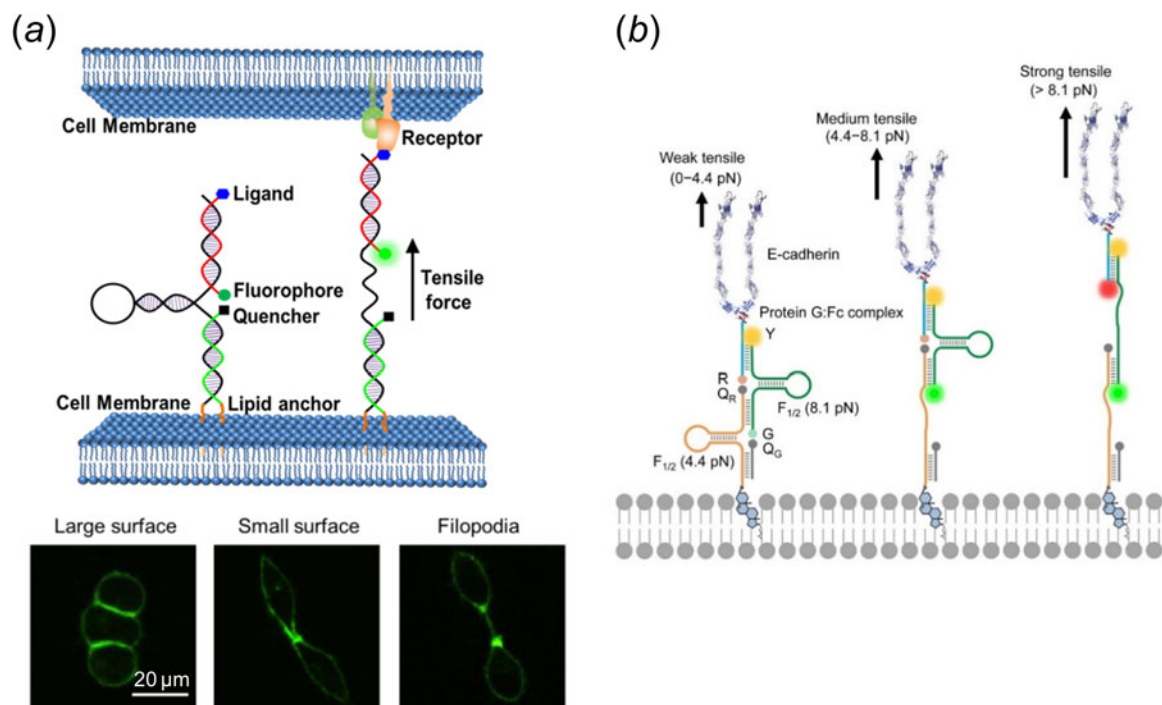 (a)
Cell Membrane
Receptor
Ligand
Fluorophore
Quencher
Tensile
force
Cell Membrane
Lipid anchor
Large surface
Small surface
Filopodia
20 µm
(b)
Strong tensile
(> 8.1 pN)
Medium tensile
(4.4–8.1 pN)
Weak tensile
(0–4.4 pN)
E-cadherin
Protein G:Fc complex
Y
R
QR
F1/2 (8.1 pN)
G
QG
F1/2 (4.4 pN)